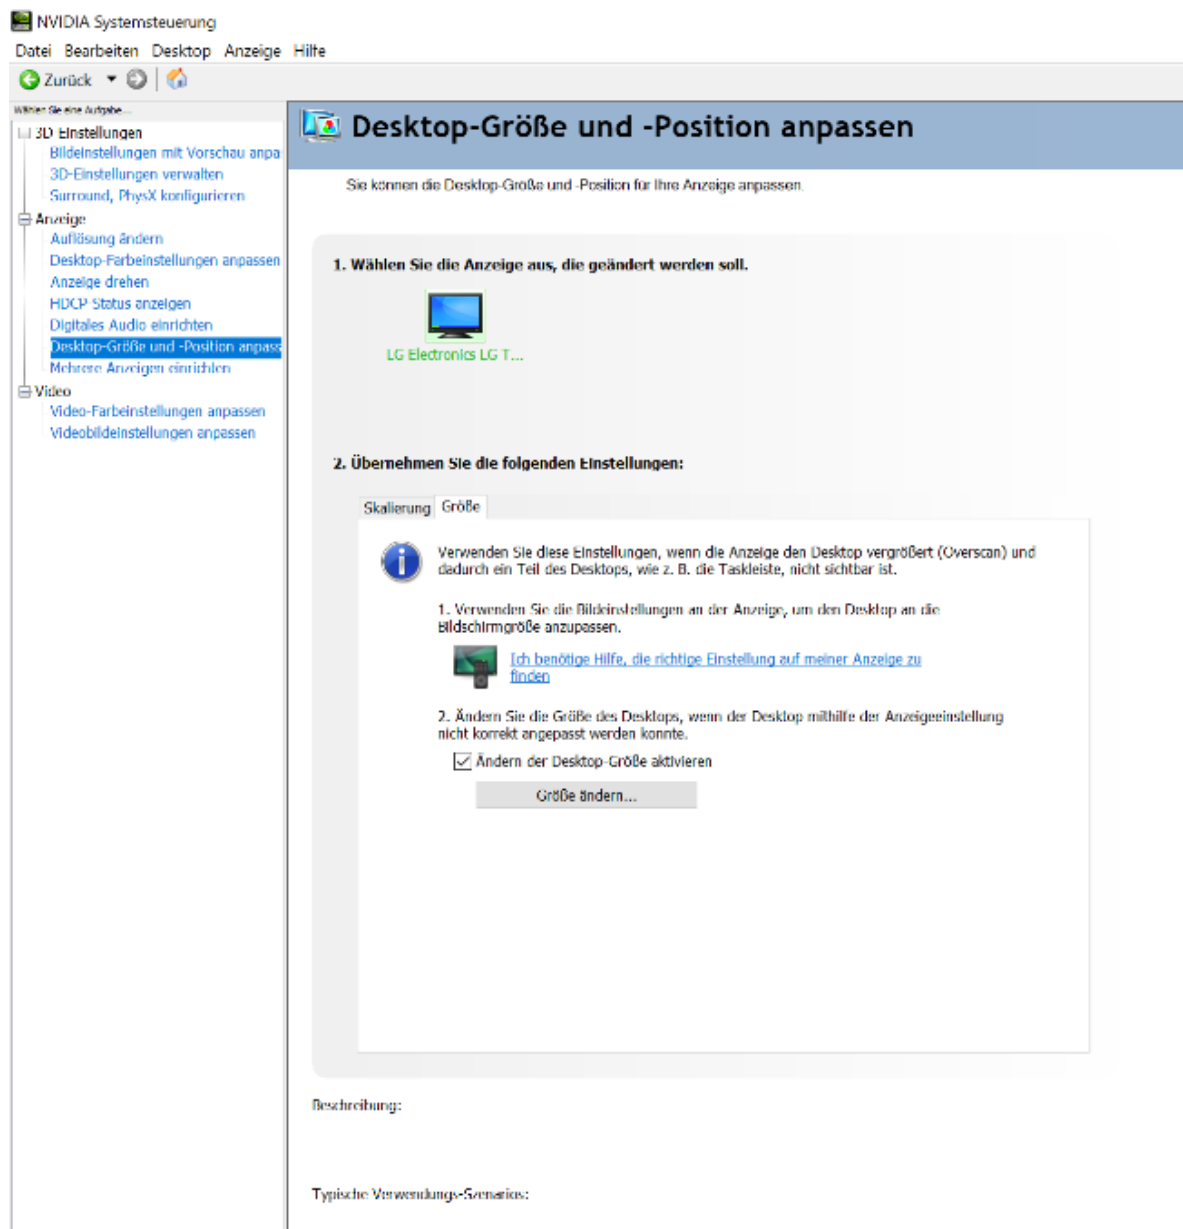 NVIDIA Systemsteuerung
Datei Bearbeiten Desktop Anzeige Hilfe
Zurück
Wählen Sie eine Aufgabe...
3D Einstellungen
Bildeinstellungen mit Vorschau anpa
3D-Einstellungen verwalten
Surround, PhysX konfigurieren
Anzeige
Auflösung ändern
Desktop-Farbeinstellungen anpassen
Anzeige drehen
HDCP Status anzeigen
Digitales Audio einrichten
Desktop-Größe und -Position anpass
Mehrere Anzeigen einrichten
Video
Video-Farbeinstellungen anpassen
Videobildeinstellungen anpassen
Desktop-Größe und -Position anpassen
Sie können die Desktop-Größe und -Position für Ihre Anzeige anpassen.
1. Wählen Sie die Anzeige aus, die geändert werden soll.
LG Electronics LG T...
2. Übernehmen Sie die folgenden Einstellungen:
Skalierung Größe
Verwenden Sie diese Einstellungen, wenn die Anzeige den Desktop vergrößert (Overscan) und
dadurch ein Teil des Desktops, wie z. B. die Taskleiste, nicht sichtbar ist.
1. Verwenden Sie die Bildeinstellungen an der Anzeige, um den Desktop an die
Bildschirmgröße anzupassen.
Ich benötige Hilfe, die richtige Einstellung auf meiner Anzeige zu
finden
2. Ändern Sie die Größe des Desktops, wenn der Desktop mithilfe der Anzeigeeinstellung
nicht korrekt angepasst werden konnte.
Ändern der Desktop-Größe aktivieren
Größe ändern...
Beschreibung:
Typische Verwendungs-Szenarios: